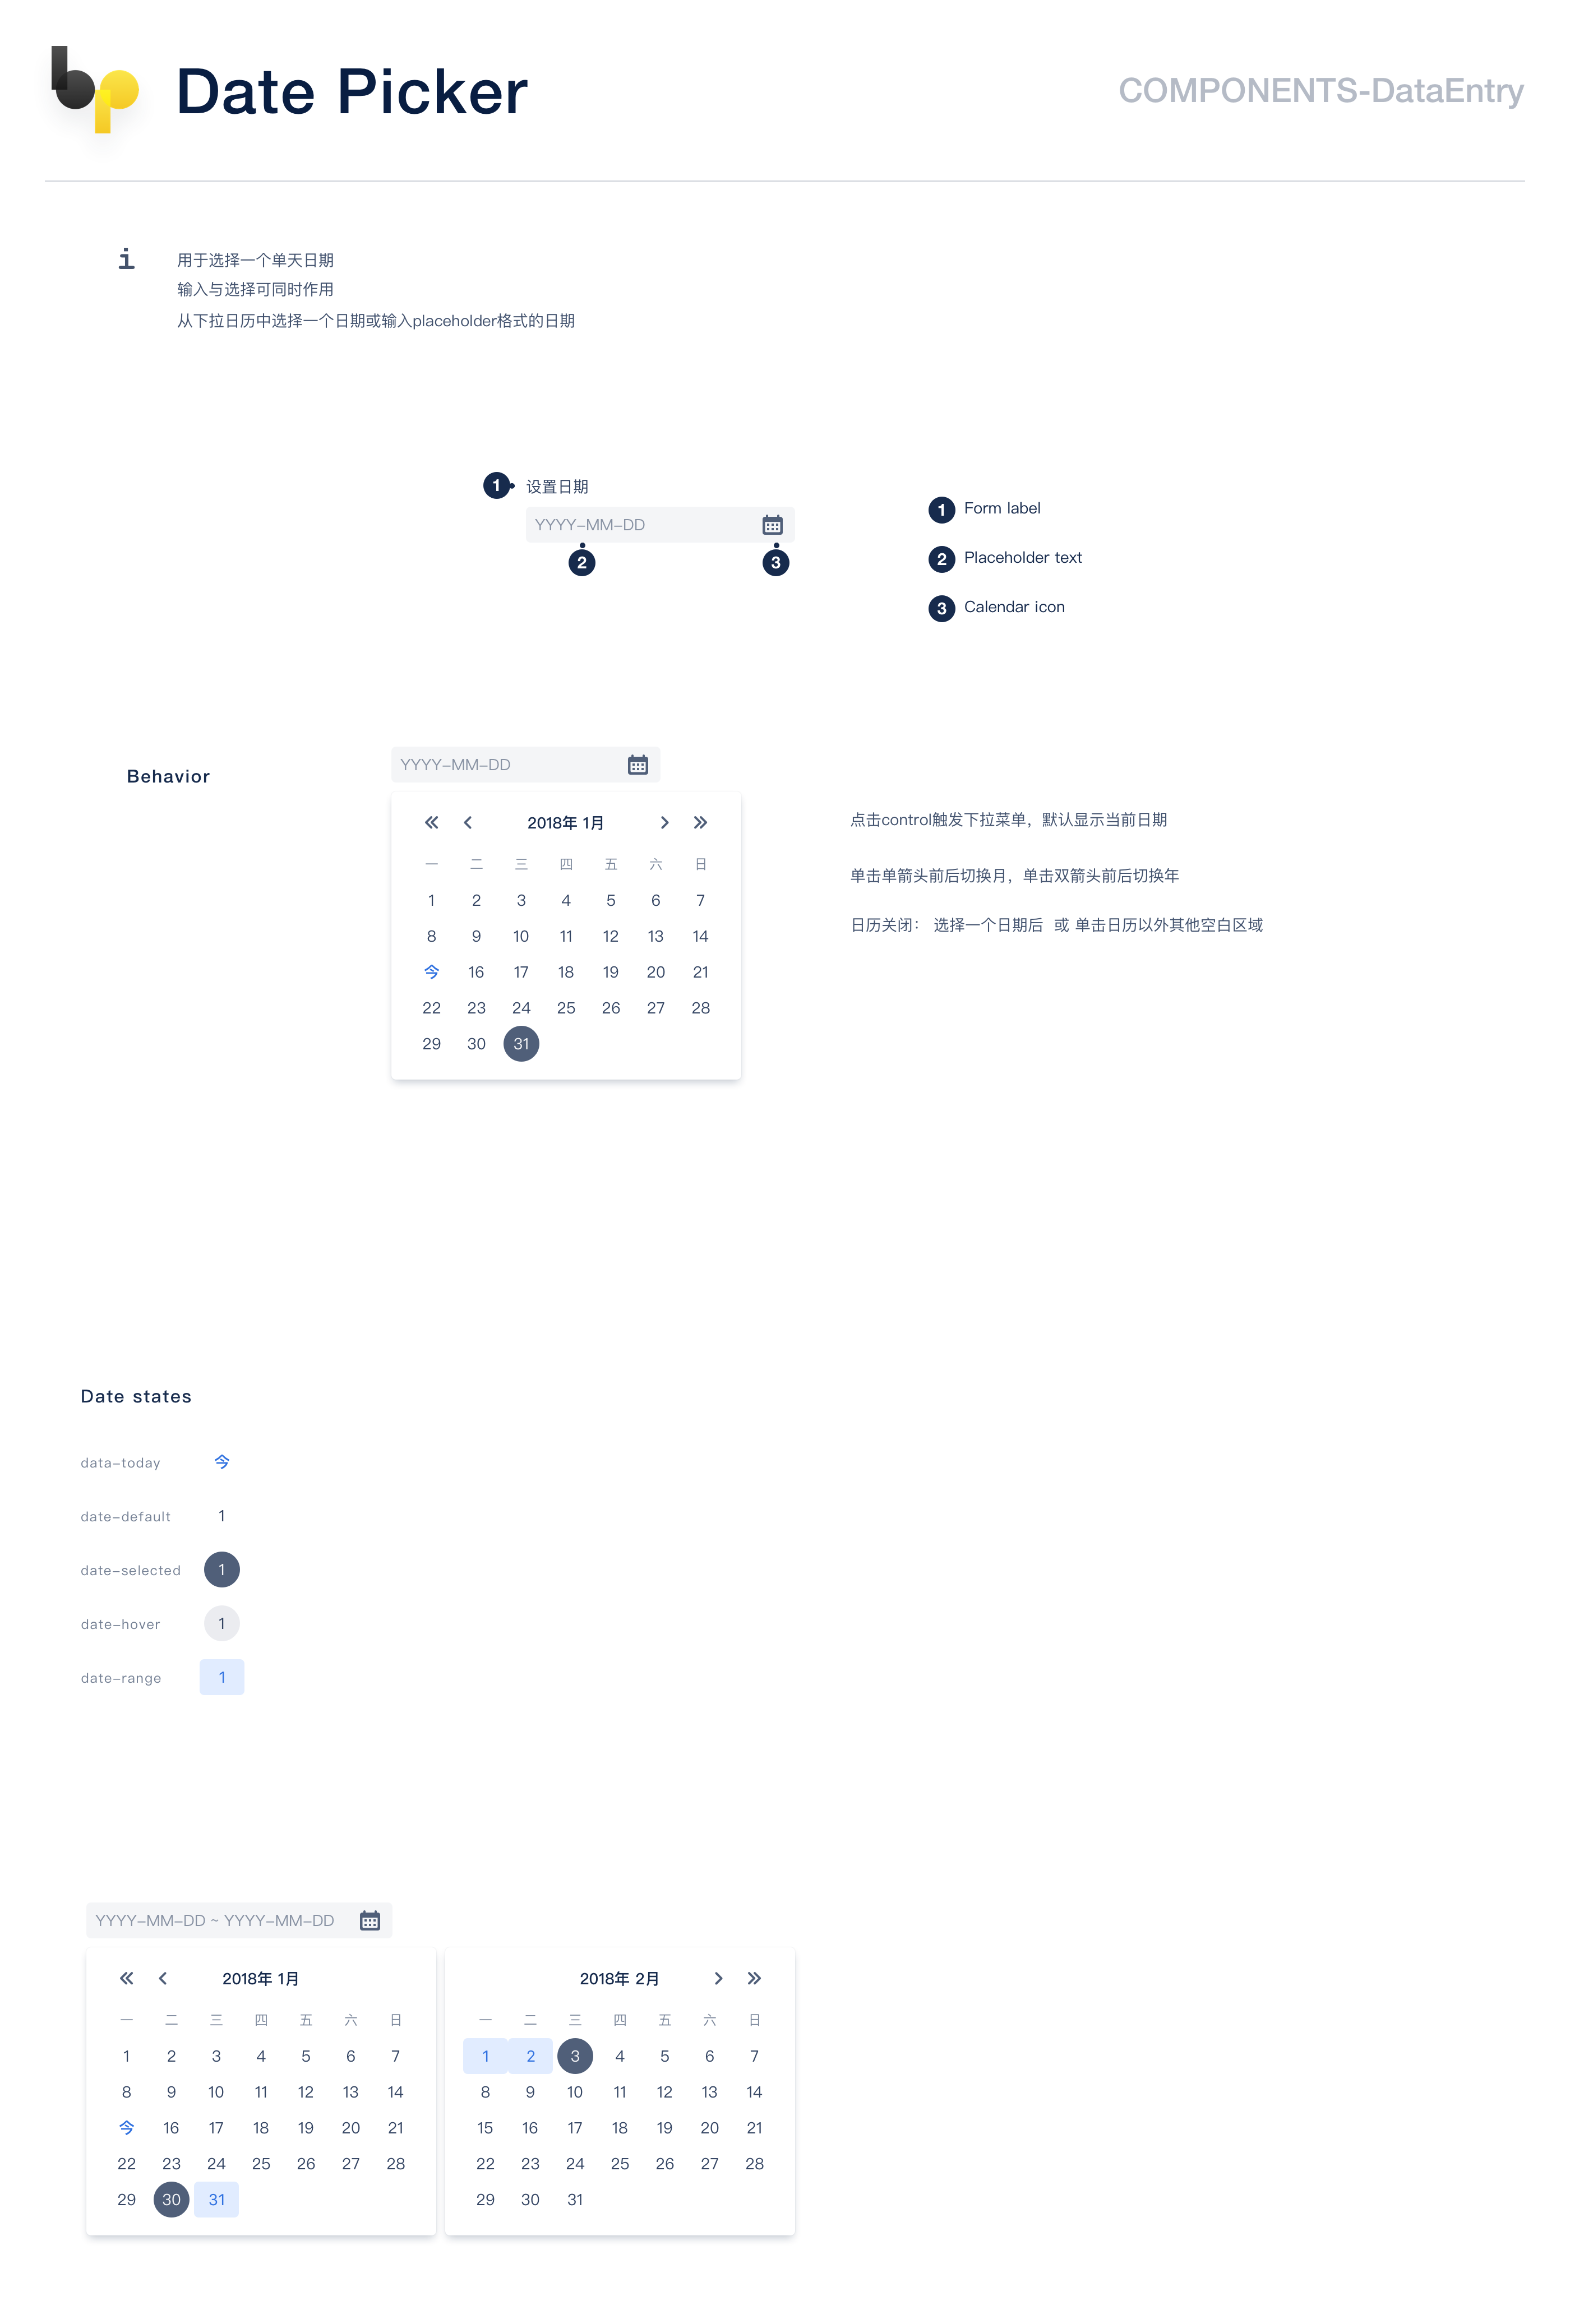 bp
Date Picker
COMPONENTS-DataEntry
i
用于选择一个单天日期
输入与选择可同时作用
从下拉日历中选择一个日期或输入placeholder格式的日期
1 设置日期
YYYY-MM-DD
2 3
1 Form label
2 Placeholder text
3 Calendar icon
Behavior
YYYY-MM-DD
2018年 1月
一 二 三 四 五 六 日
1 2 3 4 5 6 7
8 9 10 11 12 13 14
今 16 17 18 19 20 21
22 23 24 25 26 27 28
29 30 31
点击control触发下拉菜单，默认显示当前日期
单击单箭头前后切换月，单击双箭头前后切换年
日历关闭： 选择一个日期后 或 单击日历以外其他空白区域
Date states
data-today 今
date-default 1
date-selected 1
date-hover 1
date-range 1
YYYY-MM-DD ~ YYYY-MM-DD
2018年 1月
一 二 三 四 五 六 日
1 2 3 4 5 6 7
8 9 10 11 12 13 14
今 16 17 18 19 20 21
22 23 24 25 26 27 28
29 30 31
2018年 2月
一 二 三 四 五 六 日
1 2 3 4 5 6 7
8 9 10 11 12 13 14
15 16 17 18 19 20 21
22 23 24 25 26 27 28
29 30 31